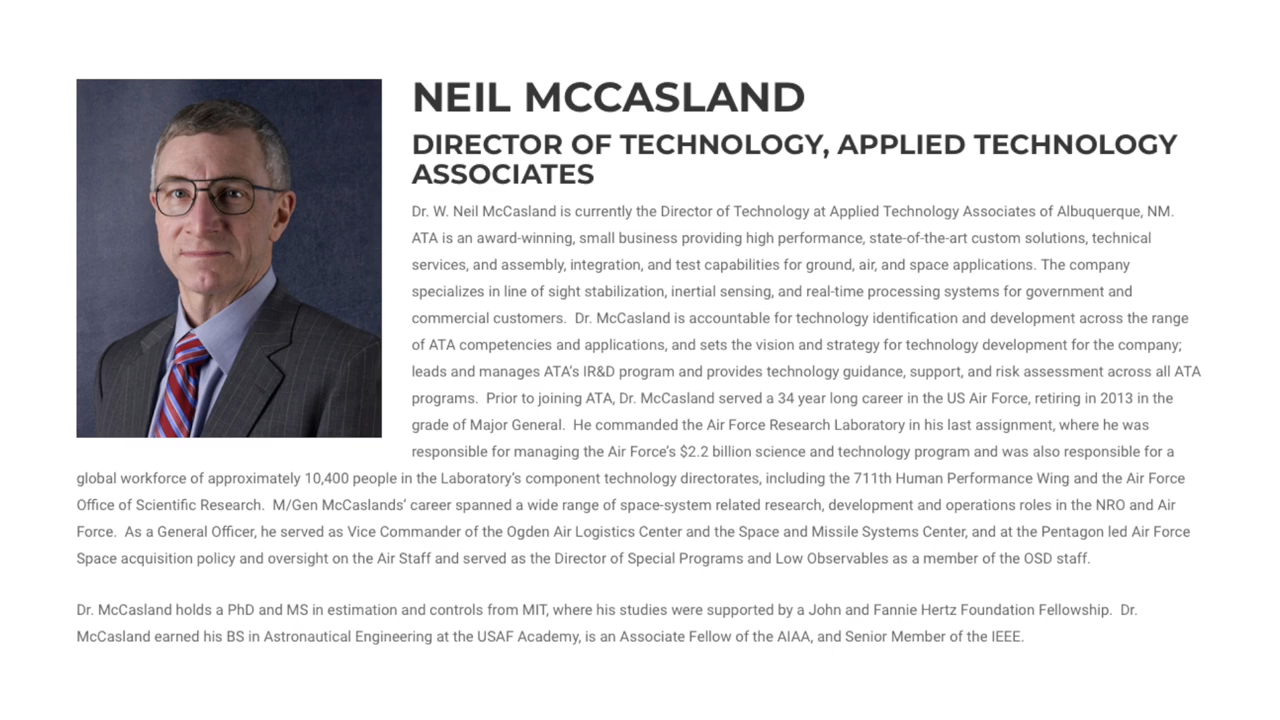 NEIL MCCASLAND
DIRECTOR OF TECHNOLOGY, APPLIED TECHNOLOGY
ASSOCIATES
Dr. W. Neil McCasland is currently the Director of Technology at Applied Technology Associates of Albuquerque, NM.
ATA is an award-winning, small business providing high performance, state-of-the-art custom solutions, technical
services, and assembly, integration, and test capabilities for ground, air, and space applications. The company
specializes in line of sight stabilization, inertial sensing, and real-time processing systems for government and
commercial customers.  Dr. McCasland is accountable for technology identification and development across the range
of ATA competencies and applications, and sets the vision and strategy for technology development for the company;
leads and manages ATA’s IR&D program and provides technology guidance, support, and risk assessment across all ATA
programs.  Prior to joining ATA, Dr. McCasland served a 34 year long career in the US Air Force, retiring in 2013 in the
grade of Major General.  He commanded the Air Force Research Laboratory in his last assignment, where he was
responsible for managing the Air Force’s $2.2 billion science and technology program and was also responsible for a
global workforce of approximately 10,400 people in the Laboratory’s component technology directorates, including the 711th Human Performance Wing and the Air Force
Office of Scientific Research.  M/Gen McCaslands’ career spanned a wide range of space-system related research, development and operations roles in the NRO and Air
Force.  As a General Officer, he served as Vice Commander of the Ogden Air Logistics Center and the Space and Missile Systems Center, and at the Pentagon led Air Force
Space acquisition policy and oversight on the Air Staff and served as the Director of Special Programs and Low Observables as a member of the OSD staff.
Dr. McCasland holds a PhD and MS in estimation and controls from MIT, where his studies were supported by a John and Fannie Hertz Foundation Fellowship.  Dr.
McCasland earned his BS in Astronautical Engineering at the USAF Academy, is an Associate Fellow of the AIAA, and Senior Member of the IEEE.